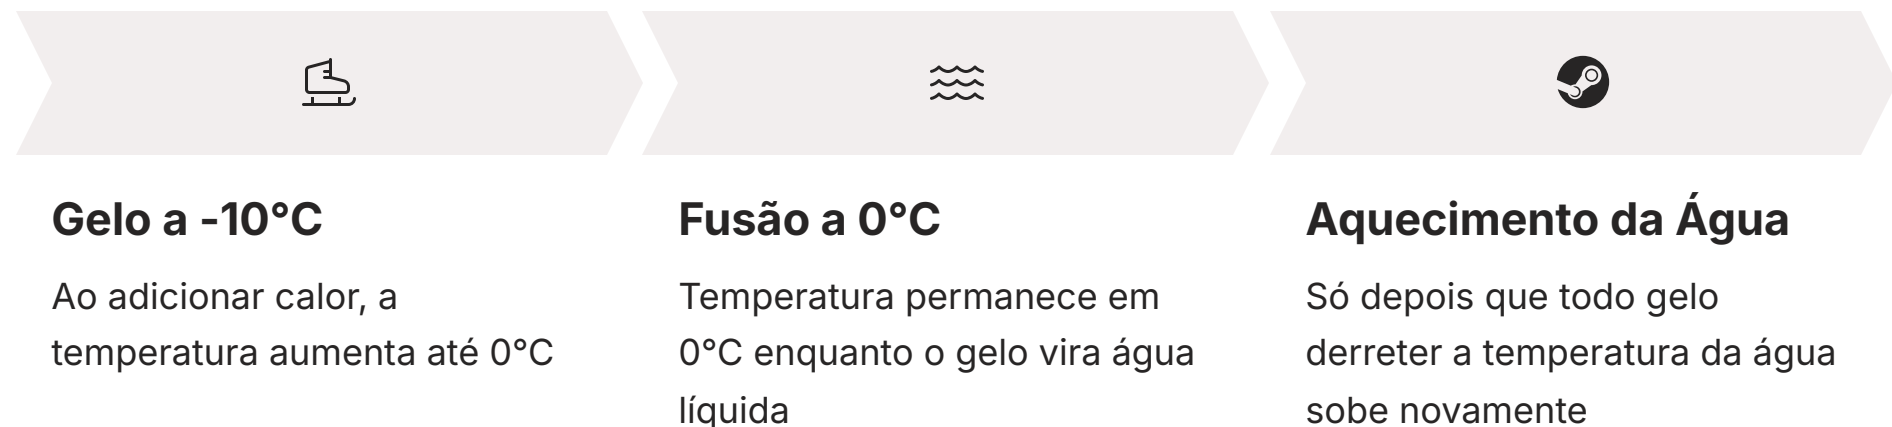 Gelo a -10°C
Ao adicionar calor, a
temperatura aumenta até 0°C
Fusão a 0°C
Temperatura permanece em
0°C enquanto o gelo vira água
líquida
Aquecimento da Água
Só depois que todo gelo
derreter a temperatura da água
sobe novamente